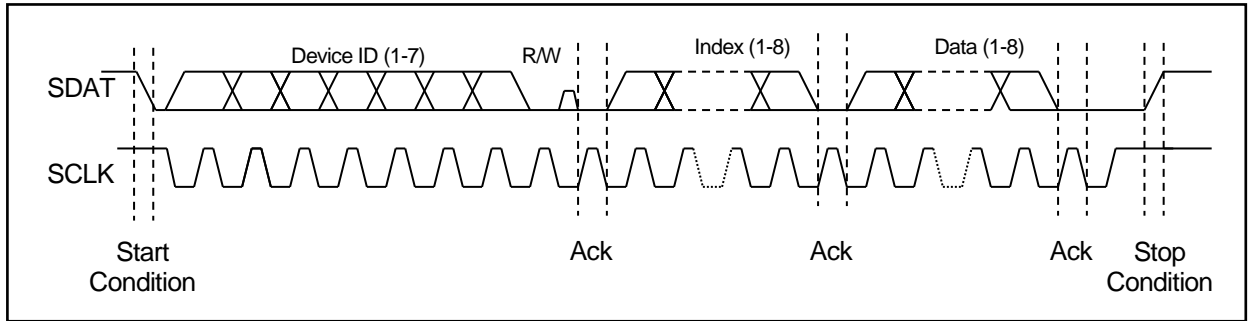 Device ID (1-7)
R/W
Index (1-8)
Data (1-8)
SDAT
SCLK
Start
Condition
Ack
Ack
Ack
Stop
Condition